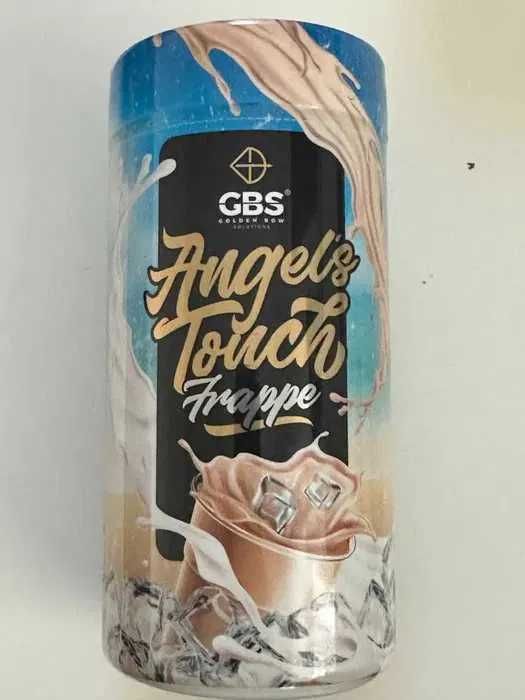 GBS®
GOLDEN BOW
SOLUTIONS
Angel's
Touch
Frappe